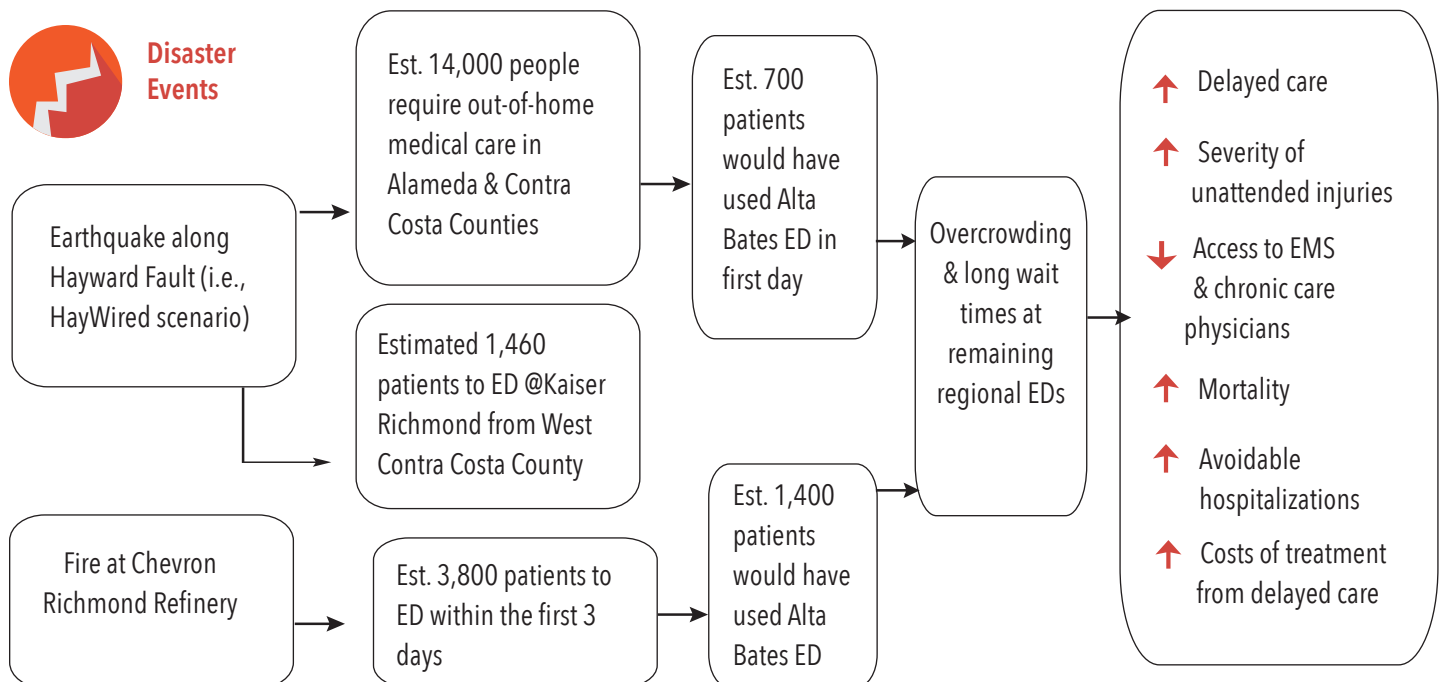 Disaster
Events
Earthquake along
Hayward Fault (i.e.,
HayWired scenario)
Est. 14,000 people
require out-of-home
medical care in
Alameda & Contra
Costa Counties
Estimated 1,460
patients to ED @Kaiser
Richmond from West
Contra Costa County
Est. 700
patients
would have
used Alta
Bates ED in
first day
Fire at Chevron
Richmond Refinery
Est. 3,800 patients to
ED within the first 3
days
Est. 1,400
patients
would have
used Alta
Bates ED
Overcrowding
& long wait
times at
remaining
regional EDs
Delayed care
Severity of
unattended injuries
Access to EMS
& chronic care
physicians
Mortality
Avoidable
hospitalizations
Costs of treatment
from delayed care